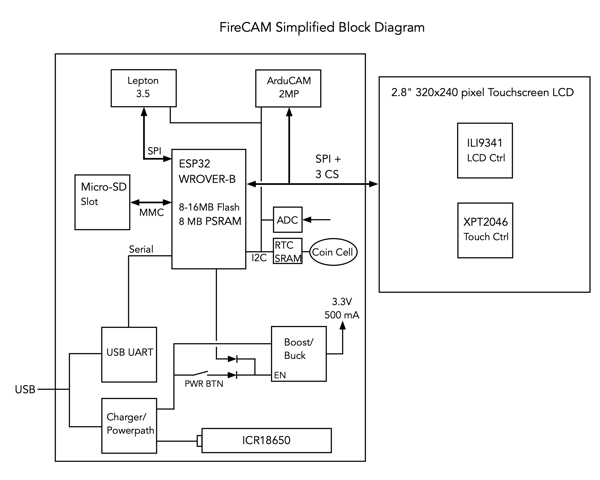 FireCAM Simplified Block Diagram
Lepton
3.5
ArduCAM
2MP
2.8" 320x240 pixel Touchscreen LCD
ILI9341
LCD Ctrl
SPI
ESP32
WROVER-B
8-16MB Flash
8 MB PSRAM
SPI +
3 CS
Micro-SD
Slot
MMC
XPT2046
Touch Ctrl
ADC
Serial
I2C
RTC
SRAM
Coin Cell
3.3V
500 mA
USB UART
Boost/
Buck
EN
PWR BTN
USB
Charger/
Powerpath
ICR18650